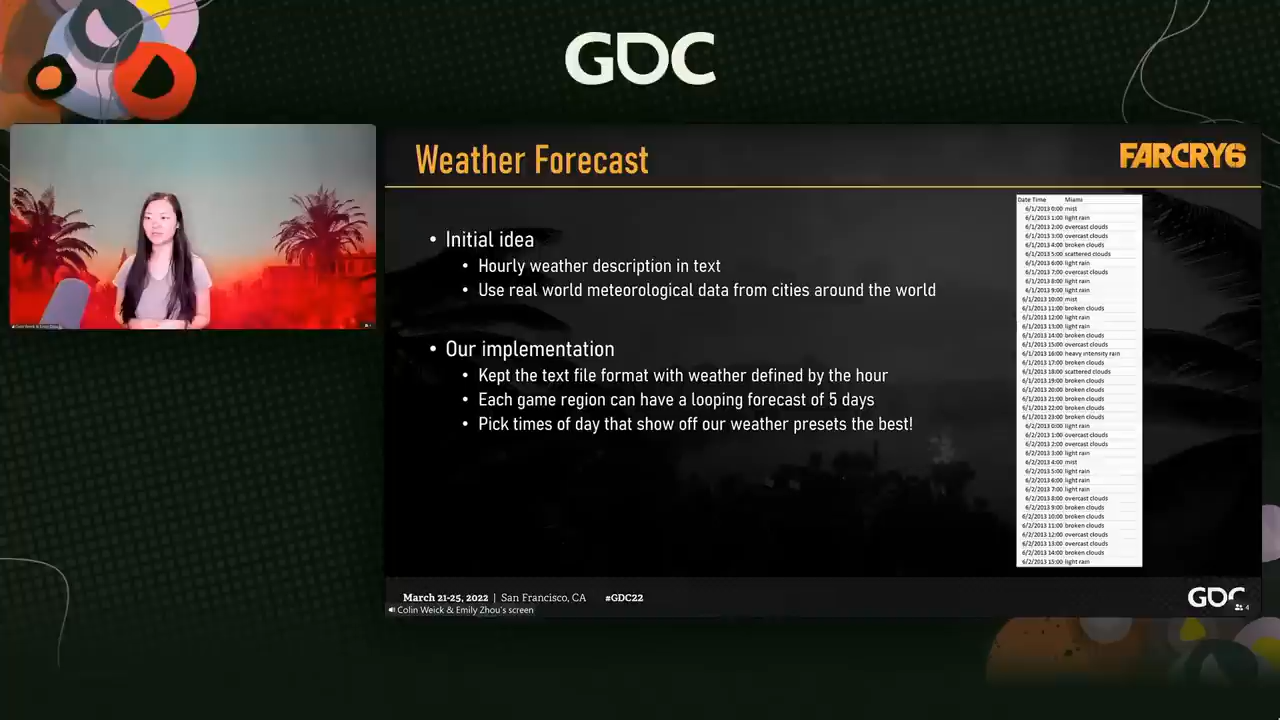 GDC
Weather Forecast
FARCRY6
• Initial idea
• Hourly weather description in text
• Use real world meteorological data from cities around the world
• Our implementation
• Kept the text file format with weather defined by the hour
• Each game region can have a looping forecast of 5 days
• Pick times of day that show off our weather presets the best!
Date Time Miami
6/1/2013 0:00 mist
6/1/2013 1:00 light rain
6/1/2013 2:00 overcast clouds
6/1/2013 3:00 overcast clouds
6/1/2013 4:00 broken clouds
6/1/2013 5:00 scattered clouds
6/1/2013 6:00 light rain
6/1/2013 7:00 overcast clouds
6/1/2013 8:00 light rain
6/1/2013 9:00 light rain
6/1/2013 10:00 mist
6/1/2013 11:00 broken clouds
6/1/2013 12:00 light rain
6/1/2013 13:00 light rain
6/1/2013 14:00 broken clouds
6/1/2013 15:00 overcast clouds
6/1/2013 16:00 heavy intensity rain
6/1/2013 17:00 broken clouds
6/1/2013 18:00 scattered clouds
6/1/2013 19:00 broken clouds
6/1/2013 20:00 broken clouds
6/1/2013 21:00 broken clouds
6/1/2013 22:00 broken clouds
6/1/2013 23:00 broken clouds
6/2/2013 0:00 light rain
6/2/2013 1:00 overcast clouds
6/2/2013 2:00 overcast clouds
6/2/2013 3:00 light rain
6/2/2013 4:00 mist
6/2/2013 5:00 light rain
6/2/2013 6:00 light rain
6/2/2013 7:00 light rain
6/2/2013 8:00 overcast clouds
6/2/2013 9:00 broken clouds
6/2/2013 10:00 broken clouds
6/2/2013 11:00 broken clouds
6/2/2013 12:00 overcast clouds
6/2/2013 13:00 overcast clouds
6/2/2013 14:00 broken clouds
6/2/2013 15:00 light rain
March 21-25, 2022 | San Francisco, CA #GDC22
GDC
4
Colin Weick & Emily Zhou's screen